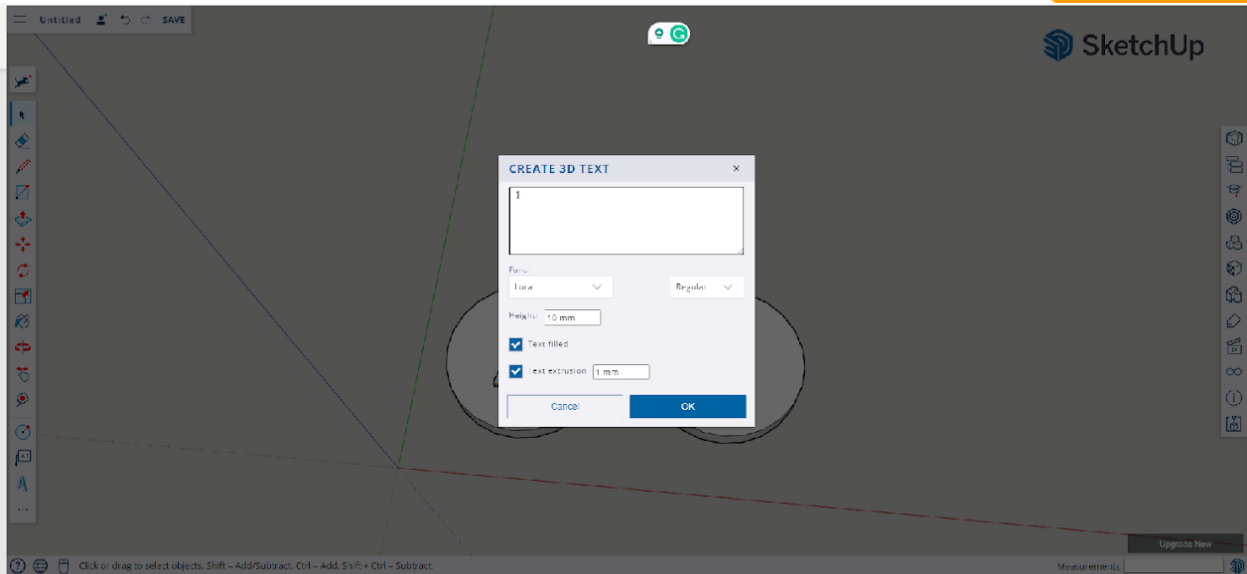 Untitled SAVE
SketchUp
CREATE 3D TEXT
1
Regular
Height: 10 mm
Text filled
Text extrusion 1 mm
Cancel OK
Upgrade Now
Click or drag to select objects. Shift – Add/Subtract. Ctrl – Add. Shift + Ctrl – Subtract.
Measurements